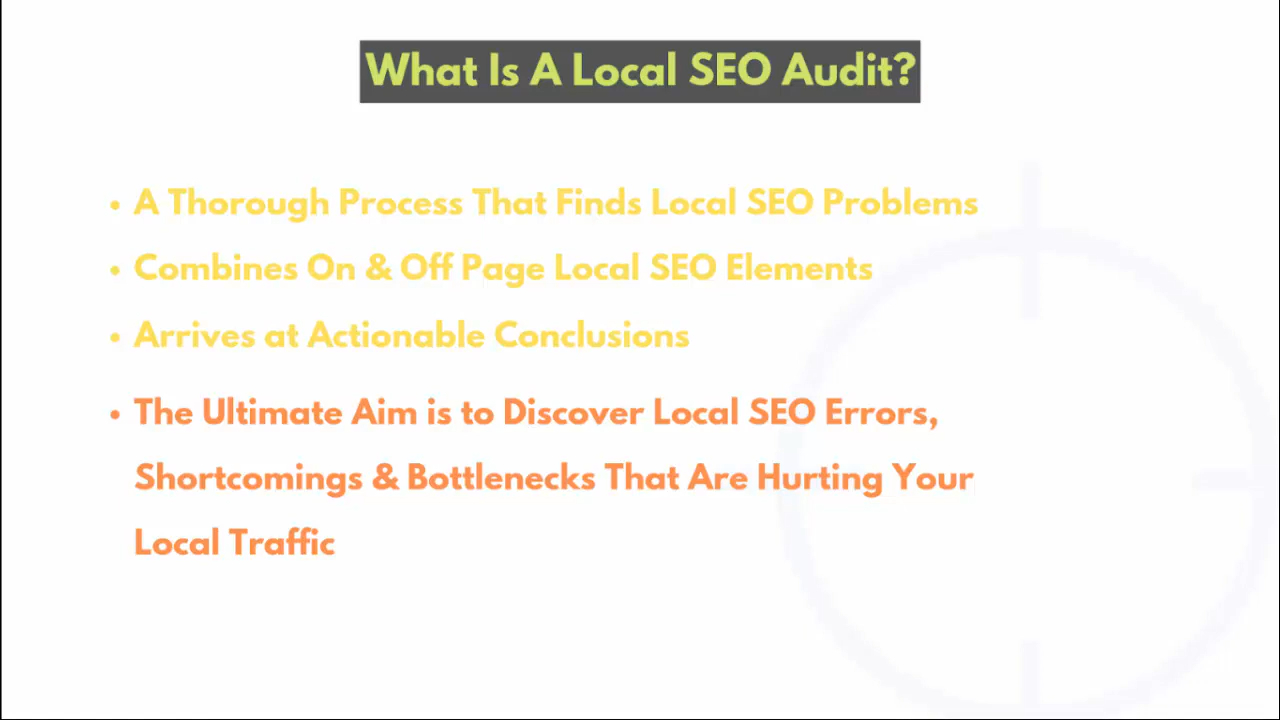 What Is A Local SEO Audit?
• A Thorough Process That Finds Local SEO Problems
• Combines On & Off Page Local SEO Elements
• Arrives at Actionable Conclusions
• The Ultimate Aim is to Discover Local SEO Errors,
Shortcomings & Bottlenecks That Are Hurting Your
Local Traffic